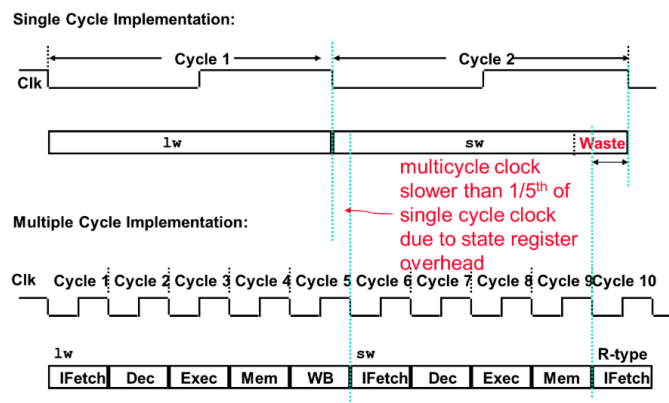 Single Cycle Implementation:
Cycle 1 Cycle 2
Clk
lw sw Waste
multicycle clock
slower than 1/5th of
single cycle clock
due to state register
overhead
Multiple Cycle Implementation:
Clk Cycle 1 Cycle 2 Cycle 3 Cycle 4 Cycle 5 Cycle 6 Cycle 7 Cycle 8 Cycle 9 Cycle 10
lw sw R-type
IFetch Dec Exec Mem WB IFetch Dec Exec Mem IFetch